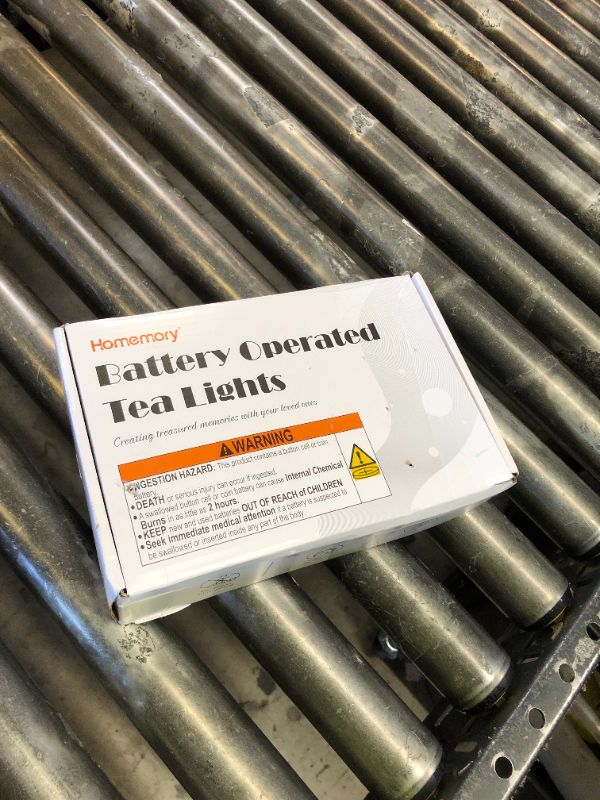 Homemory
Battery Operated
Tea Lights
Creating treasured memories with your loved ones
WARNING
INGESTION HAZARD: This product contains a button cell or coin
battery.
• DEATH or serious injury can occur if ingested.
• A swallowed button cell or coin battery can cause Internal Chemical
Burns in as little as 2 hours.
• KEEP new and used batteries OUT OF REACH of CHILDREN
• Seek immediate medical attention if a battery is suspected to
be swallowed or inserted inside any part of the body.